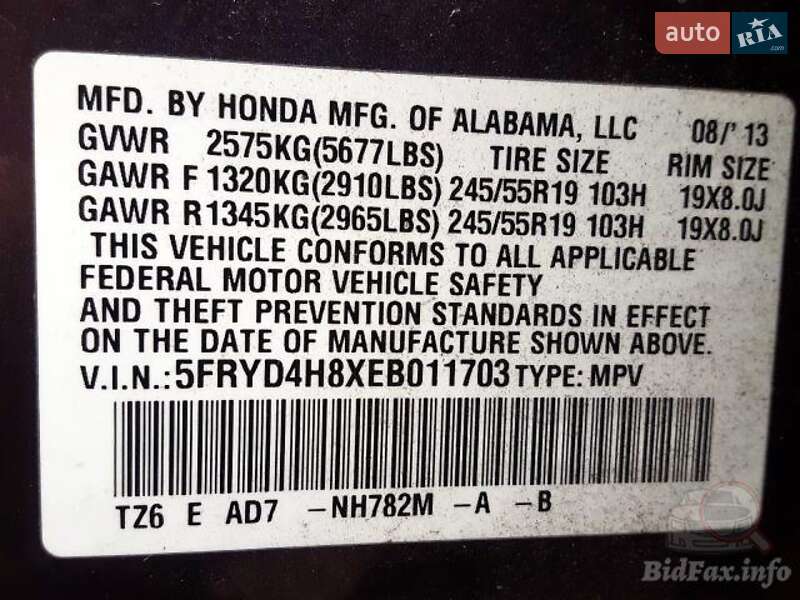 auto RIA
.com
MFD. BY HONDA MFG. OF ALABAMA, LLC 08/'13
GVWR 2575KG(5677LBS) TIRE SIZE RIM SIZE
GAWR F 1320KG(2910LBS) 245/55R19 103H 19X8.0J
GAWR R 1345KG(2965LBS) 245/55R19 103H 19X8.0J
THIS VEHICLE CONFORMS TO ALL APPLICABLE
FEDERAL MOTOR VEHICLE SAFETY
AND THEFT PREVENTION STANDARDS IN EFFECT
ON THE DATE OF MANUFACTURE SHOWN ABOVE.
V.I.N.: 5FRYD4H8XEB011703 TYPE: MPV
TZ6 E AD7 -NH782M -A -B
BidFax.info